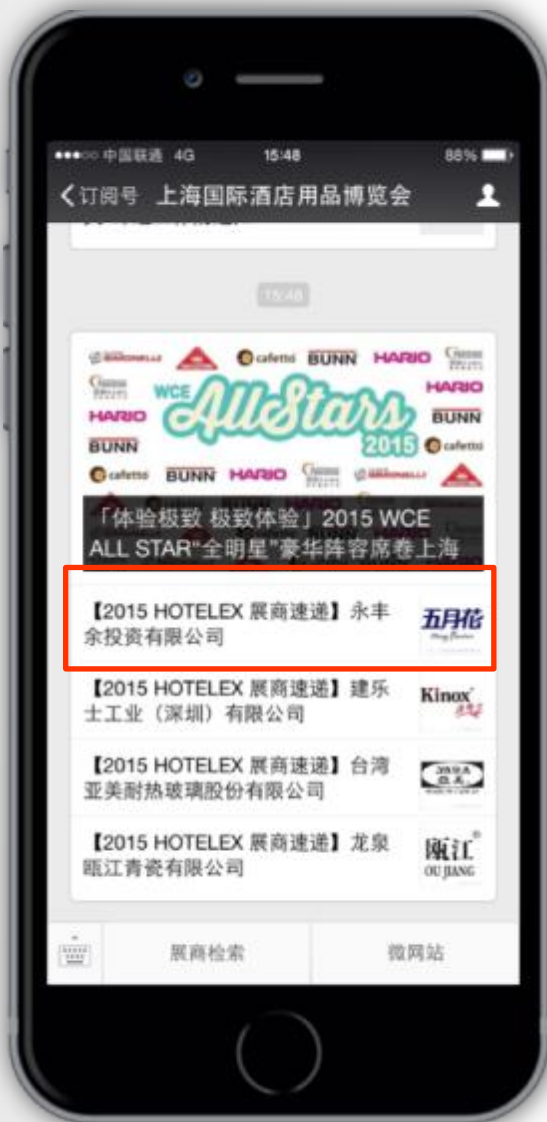 中国联通 4G 15:48 88%
订阅号 上海国际酒店用品博览会
15:48
cafetto BUNN HARIO
WCE AllStars 2015
HARIO
HARIO
BUNN
BUNN
cafetto
cafetto BUNN HARIO
「体验极致 极致体验」2015 WCE
ALL STAR“全明星”豪华阵容席卷上海
【2015 HOTELEX 展商速递】永丰
余投资有限公司
五月花
【2015 HOTELEX 展商速递】建乐
士工业（深圳）有限公司
Kinox
【2015 HOTELEX 展商速递】台湾
亚美耐热玻璃股份有限公司
【2015 HOTELEX 展商速递】龙泉
瓯江青瓷有限公司
瓯江®
OU JIANG
展商检索 微网站